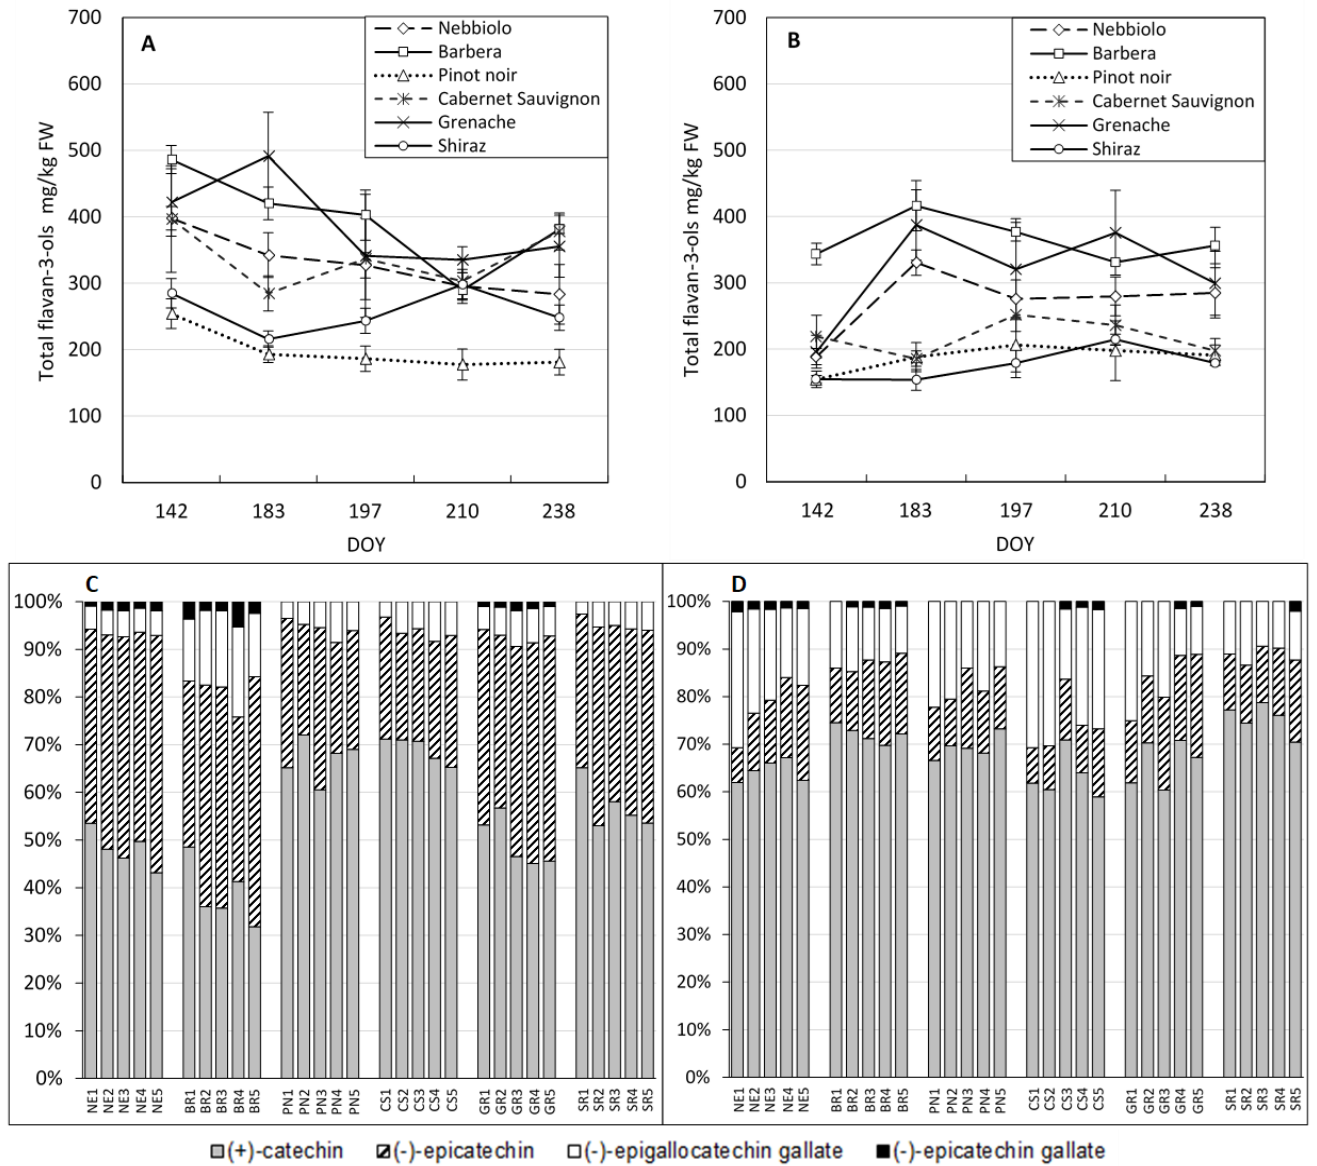 A
Total flavan-3-ols mg/kg FW
700
600
500
400
300
200
100
0
142 183 197 210 238
DOY
Nebbiolo
Barbera
Pinot noir
Cabernet Sauvignon
Grenache
Shiraz
B
Total flavan-3-ols mg/kg FW
700
600
500
400
300
200
100
0
142 183 197 210 238
DOY
Nebbiolo
Barbera
Pinot noir
Cabernet Sauvignon
Grenache
Shiraz
C
100%
90%
80%
70%
60%
50%
40%
30%
20%
10%
0%
NE1 NE2 NE3 NE4 NE5 BR1 BR2 BR3 BR4 BR5 PN1 PN2 PN3 PN4 PN5 CS1 CS2 CS3 CS4 CS5 GR1 GR2 GR3 GR4 GR5 SR1 SR2 SR3 SR4 SR5
D
100%
90%
80%
70%
60%
50%
40%
30%
20%
10%
0%
NE1 NE2 NE3 NE4 NE5 BR1 BR2 BR3 BR4 BR5 PN1 PN2 PN3 PN4 PN5 CS1 CS2 CS3 CS4 CS5 GR1 GR2 GR3 GR4 GR5 SR1 SR2 SR3 SR4 SR5
(+)-catechin (-)-epicatechin (-)-epigallocatechin gallate (-)-epicatechin gallate